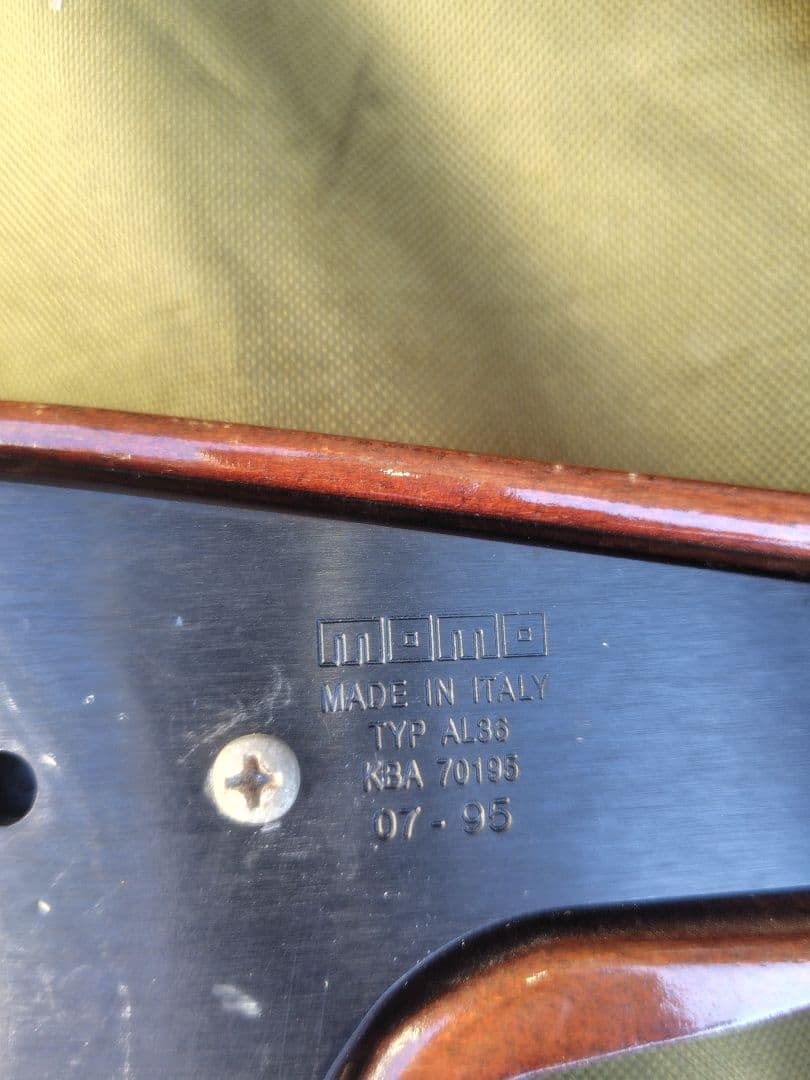 momo
MADE IN ITALY
TYP AL36
KBA 70195
07 - 95